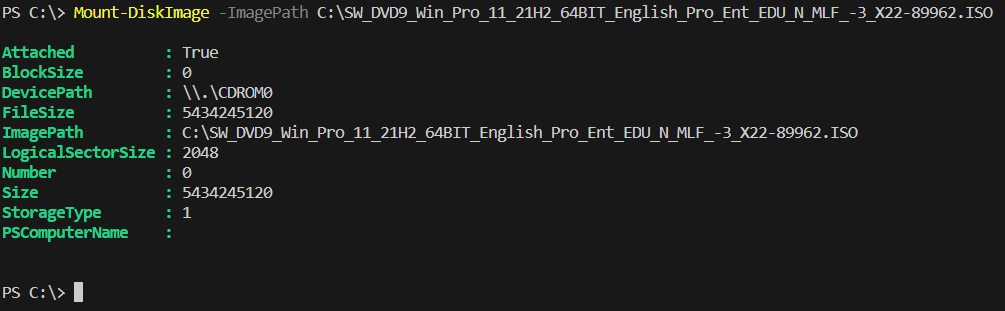 PS C:\> Mount-DiskImage -ImagePath C:\SW_DVD9_Win_Pro_11_21H2_64BIT_English_Pro_Ent_EDU_N_MLF_-3_X22-89962.ISO
Attached          : True
BlockSize         : 0
DevicePath        : \\.\CDROM0
FileSize          : 5434245120
ImagePath         : C:\SW_DVD9_Win_Pro_11_21H2_64BIT_English_Pro_Ent_EDU_N_MLF_-3_X22-89962.ISO
LogicalSectorSize : 2048
Number            : 0
Size              : 5434245120
StorageType       : 1
PSComputerName    :
PS C:\>